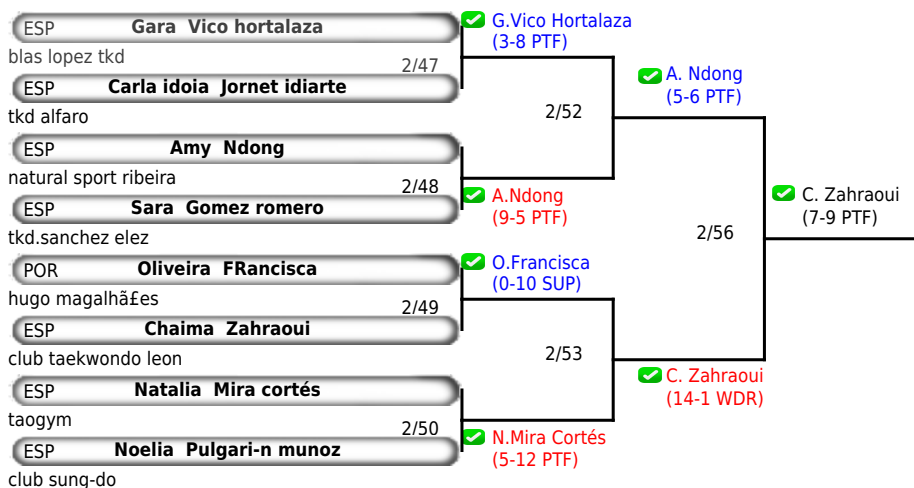 ESP Gara Vico hortalaza
blas lopez tkd
2/47
ESP Carla idoia Jornet idiarte
tkd alfaro
ESP Amy Ndong
natural sport ribeira
2/48
ESP Sara Gomez romero
tkd.sanchez elez
POR Oliveira FRancisca
hugo magalhã£es
2/49
ESP Chaima Zahraoui
club taekwondo leon
ESP Natalia Mira cortés
taogym
2/50
ESP Noelia Pulgari-n munoz
club sung-do
G.Vico Hortalaza
(3-8 PTF)
2/52
A.Ndong
(9-5 PTF)
O.Francisca
(0-10 SUP)
2/53
N.Mira Cortés
(5-12 PTF)
A. Ndong
(5-6 PTF)
2/56
C. Zahraoui
(14-1 WDR)
C. Zahraoui
(7-9 PTF)